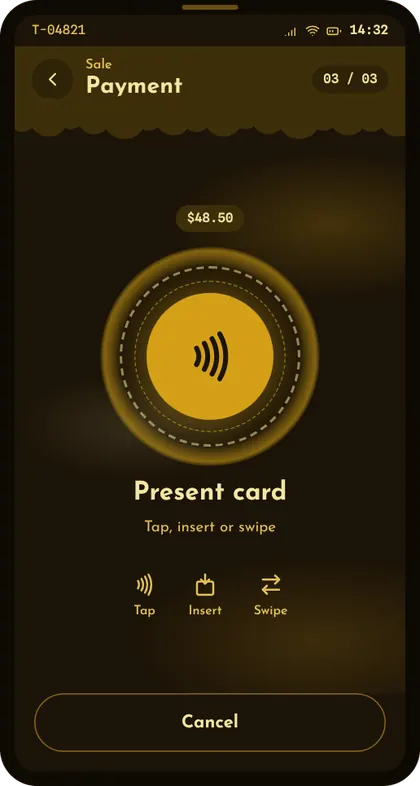 T-04821 14:32
Sale
Payment
03 / 03
$48.50
Present card
Tap, insert or swipe
Tap Insert Swipe
Cancel